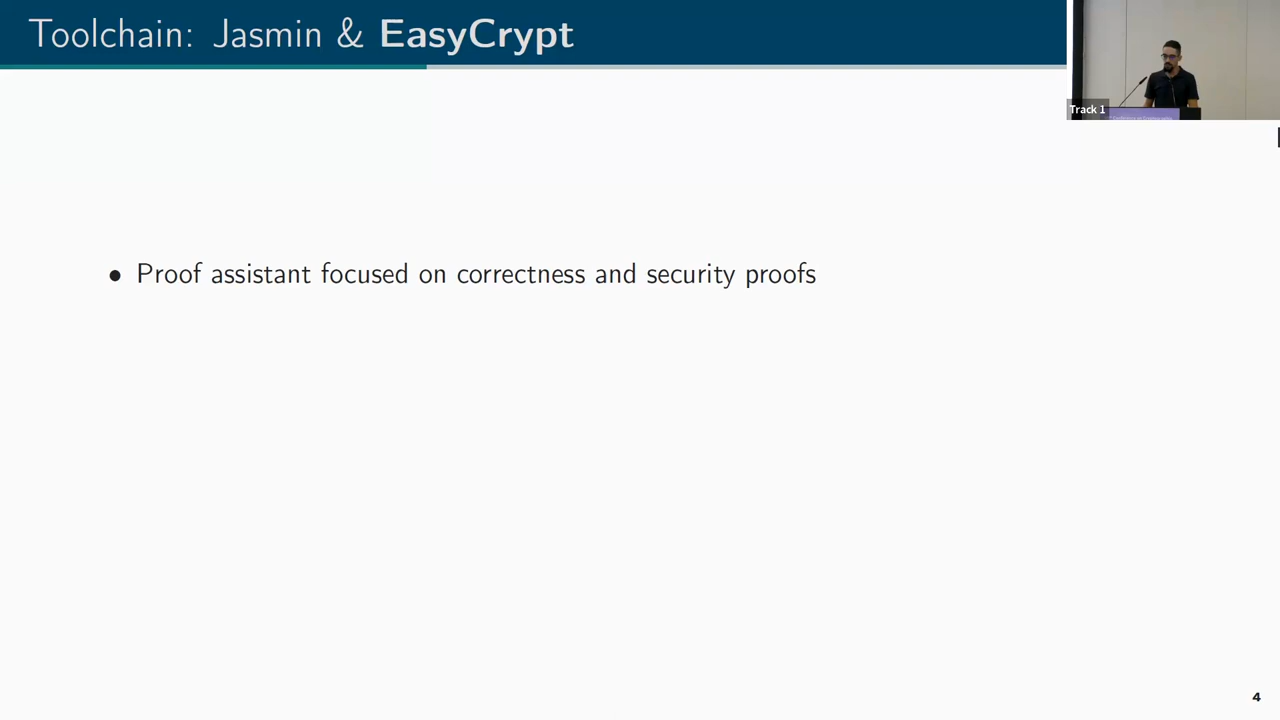 Toolchain: Jasmin & EasyCrypt
Track 1
• Proof assistant focused on correctness and security proofs
4